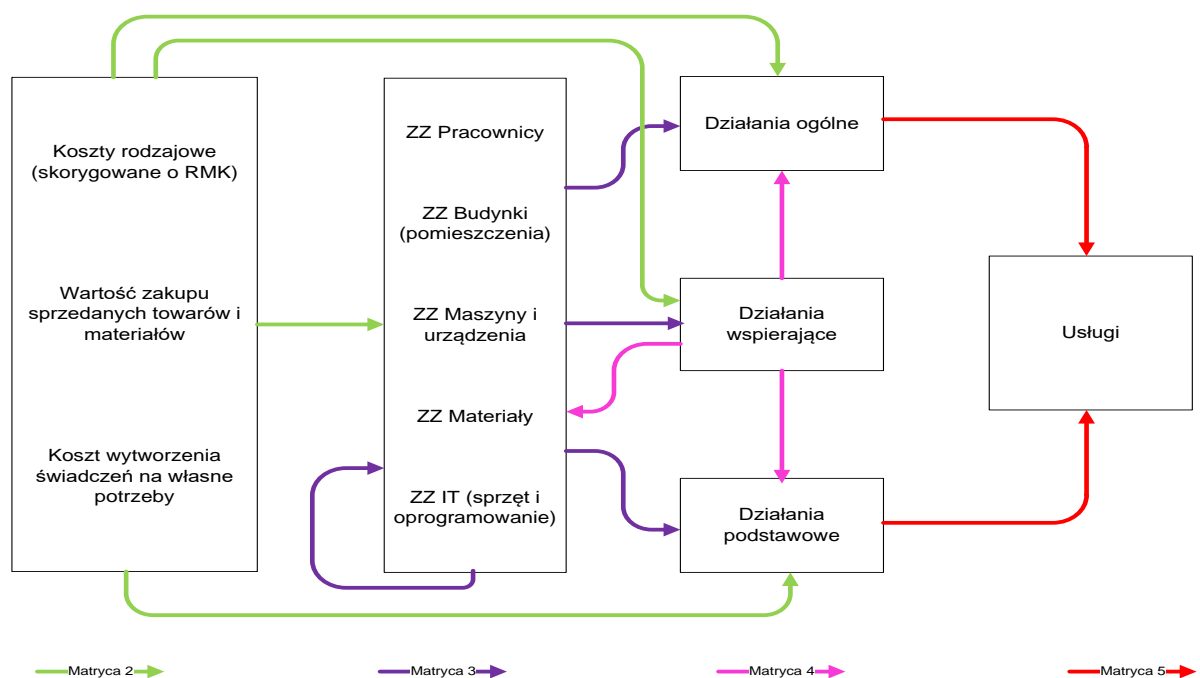 Koszty rodzajowe
(skorygowane o RMK)
Wartość zakupu
sprzedanych towarów i
materiałów
Koszt wytworzenia
świadczeń na własne
potrzeby
ZZ Pracownicy
ZZ Budynki
(pomieszczenia)
ZZ Maszyny i
urządzenia
ZZ Materiały
ZZ IT (sprzęt i
oprogramowanie)
Działania ogólne
Działania
wspierające
Działania
podstawowe
Usługi
Matryca 2
Matryca 3
Matryca 4
Matryca 5